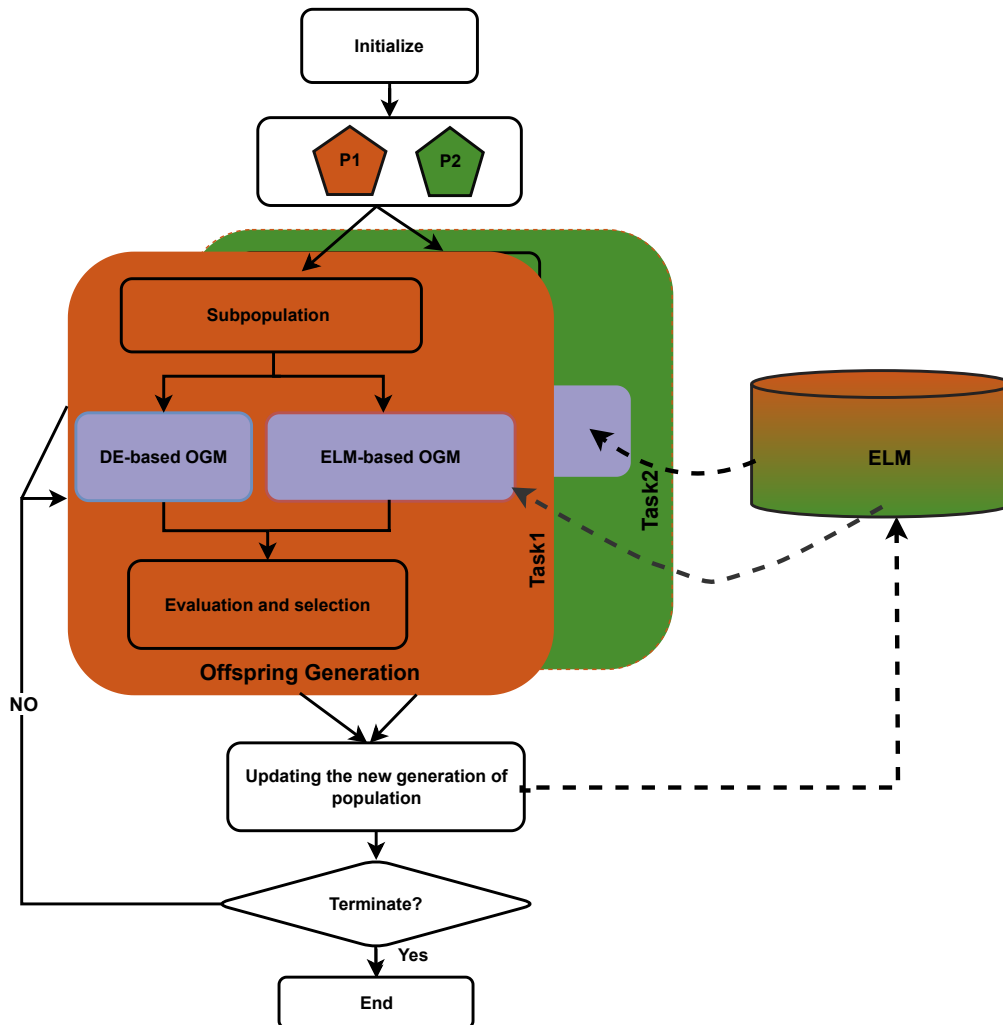 Initialize
P1
P2
Subpopulation
DE-based OGM
ELM-based OGM
ELM
Task2
Task1
Evaluation and selection
Offspring Generation
NO
Updating the new generation of
population
Terminate?
Yes
End